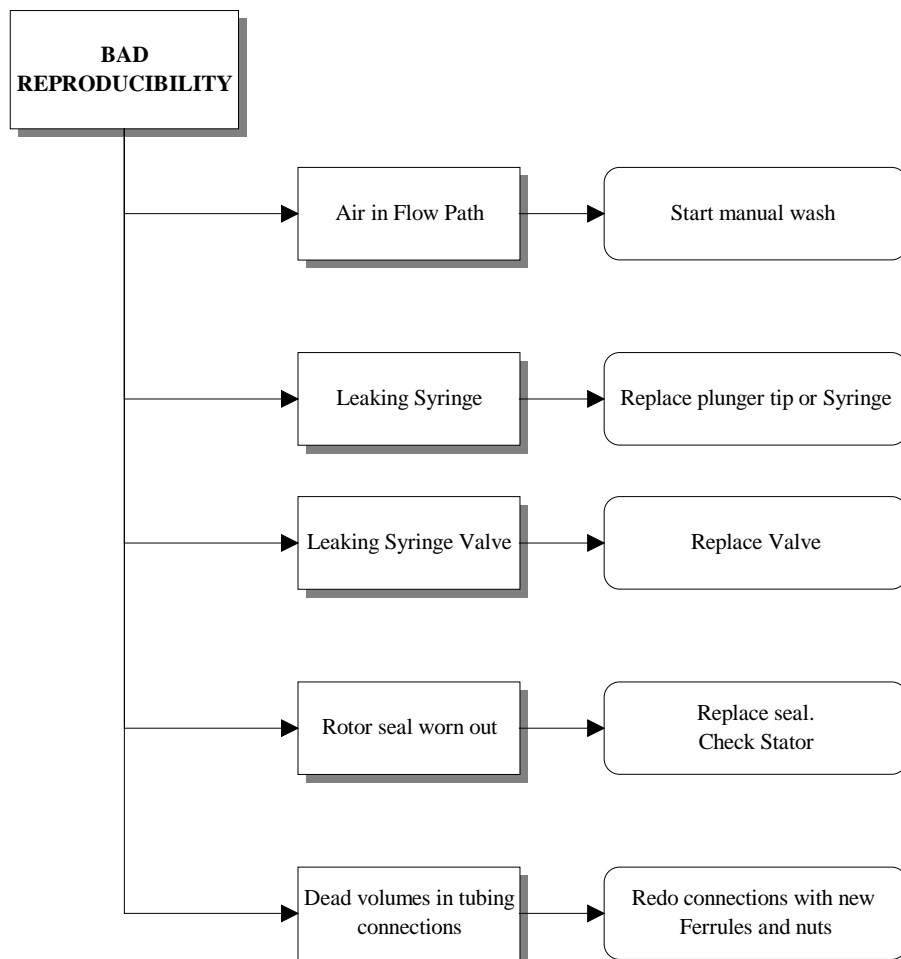 BAD
REPRODUCIBILITY
Air in Flow Path
Start manual wash
Leaking Syringe
Replace plunger tip or Syringe
Leaking Syringe Valve
Replace Valve
Rotor seal worn out
Replace seal.
Check Stator
Dead volumes in tubing
connections
Redo connections with new
Ferrules and nuts